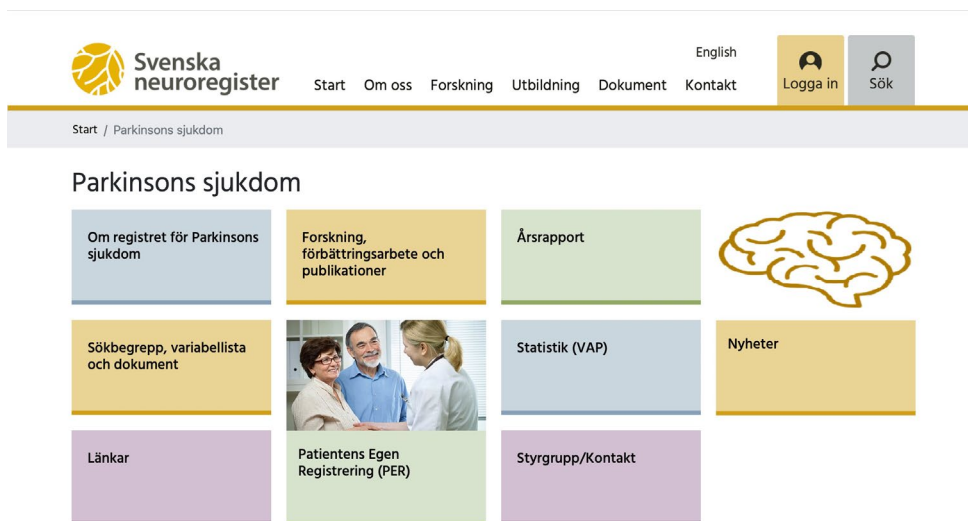 Svenska
neuroregister
English
Start Om oss Forskning Utbildning Dokument Kontakt
Logga in
Sök
Start / Parkinsons sjukdom
Parkinsons sjukdom
Om registret för Parkinsons
sjukdom
Forskning,
förbättringsarbete och
publikationer
Årsrapport
Sökbegrepp, variabellista
och dokument
Statistik (VAP)
Nyheter
Länkar
Patientens Egen
Registrering (PER)
Styrgrupp/Kontakt